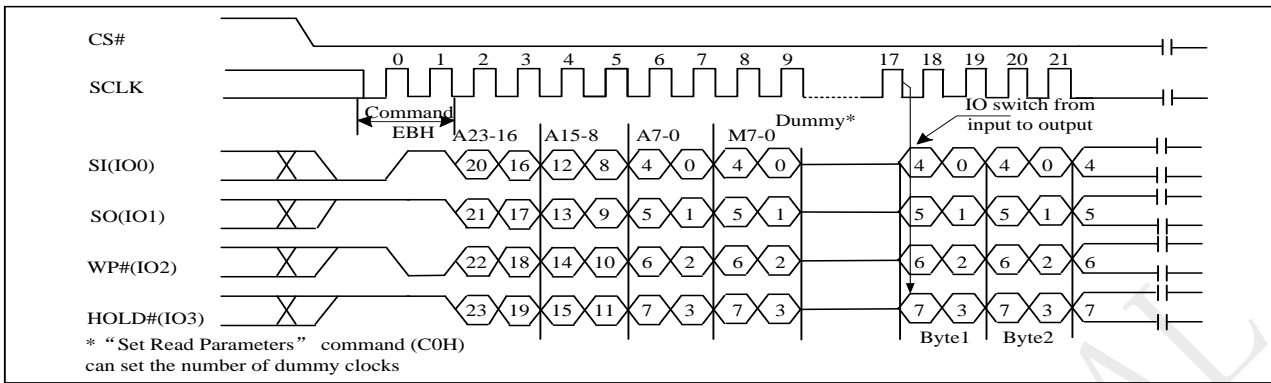 CS#
0 1 2 3 4 5 6 7 8 9 17 18 19 20 21
SCLK
Command
EBH
Dummy*
IO switch from
input to output
A23-16 A15-8 A7-0 M7-0
SI(IO0) 20 16 12 8 4 0 4 0 4 0 4 0 4
SO(IO1) 21 17 13 9 5 1 5 1 5 1 5 1 5
WP#(IO2) 22 18 14 10 6 2 6 2 6 2 6 2 6
HOLD#(IO3) 23 19 15 11 7 3 7 3 7 3 7 3 7
Byte1 Byte2
* “Set Read Parameters” command (C0H)
can set the number of dummy clocks